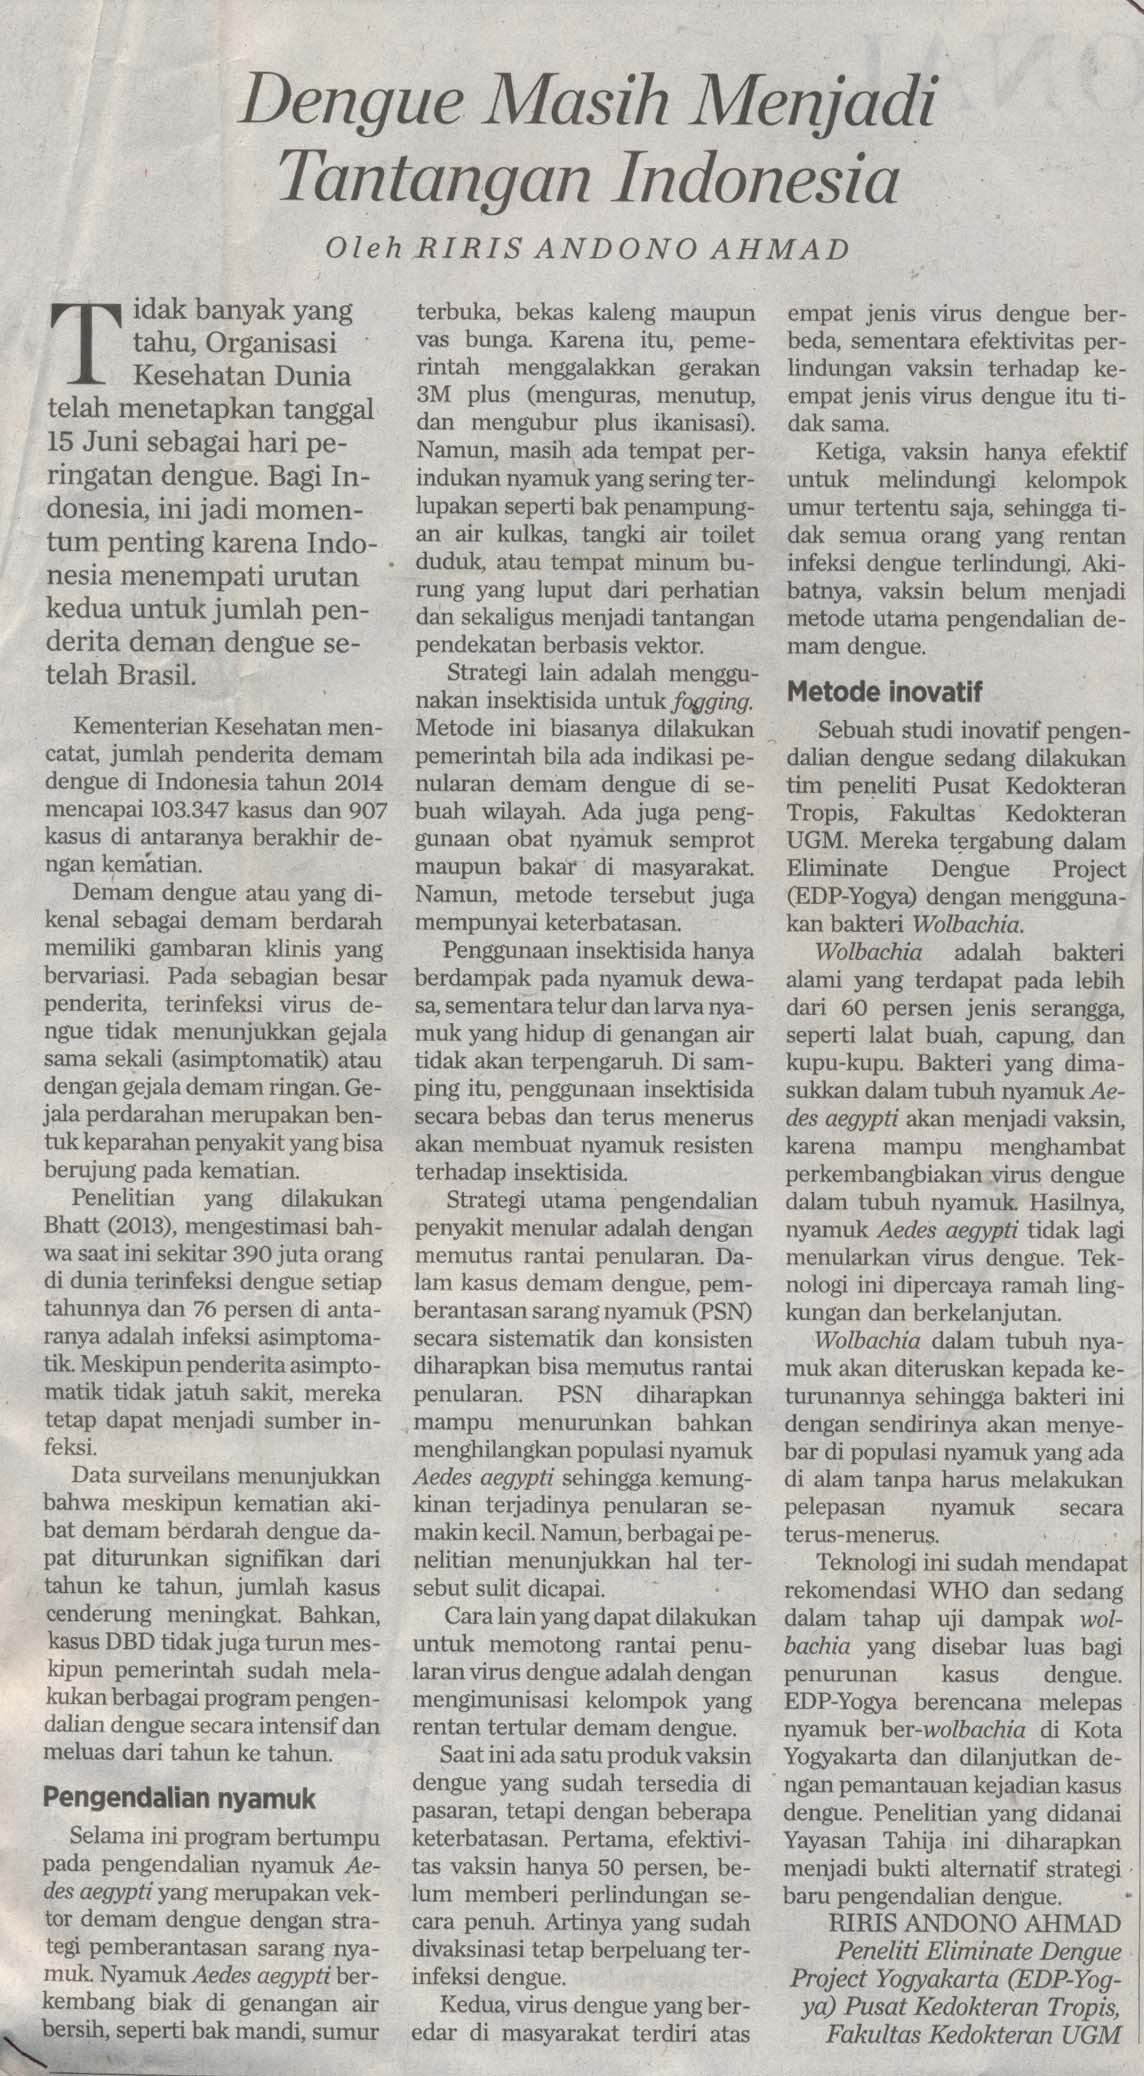 Dengue Masih Menjadi
Tantangan Indonesia
Oleh RIRIS ANDONO AHMAD
Tidak banyak yang
tahu, Organisasi
Kesehatan Dunia
telah menetapkan tanggal
15 Juni sebagai hari pe-
ringatan dengue. Bagi In-
donesia, ini jadi momen-
tum penting karena Indo-
nesia menempati urutan
kedua untuk jumlah pen-
derita deman dengue se-
telah Brasil.
Kementerian Kesehatan men-
catat, jumlah penderita demam
dengue di Indonesia tahun 2014
mencapai 103.347 kasus dan 907
kasus di antaranya berakhir de-
ngan kematian.
Demam dengue atau yang di-
kenal sebagai demam berdarah
memiliki gambaran klinis yang
bervariasi. Pada sebagian besar
penderita, terinfeksi virus de-
ngue tidak menunjukkan gejala
sama sekali (asimptomatik) atau
dengan gejala demam ringan. Ge-
jala perdarahan merupakan ben-
tuk keparahan penyakit yang bisa
berujung pada kematian.
Penelitian yang dilakukan
Bhatt (2013), mengestimasi bah-
wa saat ini sekitar 390 juta orang
di dunia terinfeksi dengue setiap
tahunnya dan 76 persen di anta-
ranya adalah infeksi asimptoma-
tik. Meskipun penderita asimpto-
matik tidak jatuh sakit, mereka
tetap dapat menjadi sumber in-
feksi.
Data surveilans menunjukkan
bahwa meskipun kematian aki-
bat demam berdarah dengue da-
pat diturunkan signifikan dari
tahun ke tahun, jumlah kasus
cenderung meningkat. Bahkan,
kasus DBD tidak juga turun mes-
kipun pemerintah sudah mela-
kukan berbagai program pengen-
dalian dengue secara intensif dan
meluas dari tahun ke tahun.
Pengendalian nyamuk
Selama ini program bertumpu
pada pengendalian nyamuk Ae-
des aegypti yang merupakan vek-
tor demam dengue dengan stra-
tegi pemberantasan sarang nya-
muk. Nyamuk Aedes aegypti ber-
kembang biak di genangan air
bersih, seperti bak mandi, sumur
terbuka, bekas kaleng maupun
vas bunga. Karena itu, peme-
rintah menggalakkan gerakan
3M plus (menguras, menutup,
dan mengubur plus ikanisasi).
Namun, masih ada tempat per-
indukan nyamuk yang sering ter-
lupakan seperti bak penampung-
an air kulkas, tangki air toilet
duduk, atau tempat minum bu-
rung yang luput dari perhatian
dan sekaligus menjadi tantangan
pendekatan berbasis vektor.
Strategi lain adalah menggu-
nakan insektisida untuk fogging.
Metode ini biasanya dilakukan
pemerintah bila ada indikasi pe-
nularan demam dengue di se-
buah wilayah. Ada juga peng-
gunaan obat nyamuk semprot
maupun bakar di masyarakat.
Namun, metode tersebut juga
mempunyai keterbatasan.
Penggunaan insektisida hanya
berdampak pada nyamuk dewa-
sa, sementara telur dan larva nya-
muk yang hidup di genangan air
tidak akan terpengaruh. Di sam-
ping itu, penggunaan insektisida
secara bebas dan terus menerus
akan membuat nyamuk resisten
terhadap insektisida.
Strategi utama pengendalian
penyakit menular adalah dengan
memutus rantai penularan. Da-
lam kasus demam dengue, pem-
berantasan sarang nyamuk (PSN)
secara sistematik dan konsisten
diharapkan bisa memutus rantai
penularan. PSN diharapkan
mampu menurunkan bahkan
menghilangkan populasi nyamuk
Aedes aegypti sehingga kemung-
kinan terjadinya penularan se-
makin kecil. Namun, berbagai pe-
nelitian menunjukkan hal ter-
sebut sulit dicapai.
Cara lain yang dapat dilakukan
untuk memotong rantai penu-
laran virus dengue adalah dengan
mengimunisasi kelompok yang
rentan tertular demam dengue.
Saat ini ada satu produk vaksin
dengue yang sudah tersedia di
pasaran, tetapi dengan beberapa
keterbatasan. Pertama, efektivi-
tas vaksin hanya 50 persen, be-
lum memberi perlindungan se-
cara penuh. Artinya yang sudah
divaksinasi tetap berpeluang ter-
infeksi dengue.
Kedua, virus dengue yang ber-
edar di masyarakat terdiri atas
empat jenis virus dengue ber-
beda, sementara efektivitas per-
lindungan vaksin terhadap ke-
empat jenis virus dengue itu ti-
dak sama.
Ketiga, vaksin hanya efektif
untuk melindungi kelompok
umur tertentu saja, sehingga ti-
dak semua orang yang rentan
infeksi dengue terlindungi. Aki-
batnya, vaksin belum menjadi
metode utama pengendalian de-
mam dengue.
Metode inovatif
Sebuah studi inovatif pengen-
dalian dengue sedang dilakukan
tim peneliti Pusat Kedokteran
Tropis, Fakultas Kedokteran
UGM. Mereka tergabung dalam
Eliminate Dengue Project
(EDP-Yogya) dengan mengguna-
kan bakteri Wolbachia.
Wolbachia adalah bakteri
alami yang terdapat pada lebih
dari 60 persen jenis serangga,
seperti lalat buah, capung, dan
kupu-kupu. Bakteri yang dima-
sukkan dalam tubuh nyamuk Ae-
des aegypti akan menjadi vaksin,
karena mampu menghambat
perkembangbiakan virus dengue
dalam tubuh nyamuk. Hasilnya,
nyamuk Aedes aegypti tidak lagi
menularkan virus dengue. Tek-
nologi ini dipercaya ramah ling-
kungan dan berkelanjutan.
Wolbachia dalam tubuh nya-
muk akan diteruskan kepada ke-
turunannya sehingga bakteri ini
dengan sendirinya akan menye-
bar di populasi nyamuk yang ada
di alam tanpa harus melakukan
pelepasan nyamuk secara
terus-menerus.
Teknologi ini sudah mendapat
rekomendasi WHO dan sedang
dalam tahap uji dampak wol-
bachia yang disebar luas bagi
penurunan kasus dengue.
EDP-Yogya berencana melepas
nyamuk ber-wolbachia di Kota
Yogyakarta dan dilanjutkan de-
ngan pemantauan kejadian kasus
dengue. Penelitian yang didanai
Yayasan Tahija ini diharapkan
menjadi bukti alternatif strategi
baru pengendalian dengue.
RIRIS ANDONO AHMAD
Peneliti Eliminate Dengue
Project Yogyakarta (EDP-Yog-
ya) Pusat Kedokteran Tropis,
Fakultas Kedokteran UGM